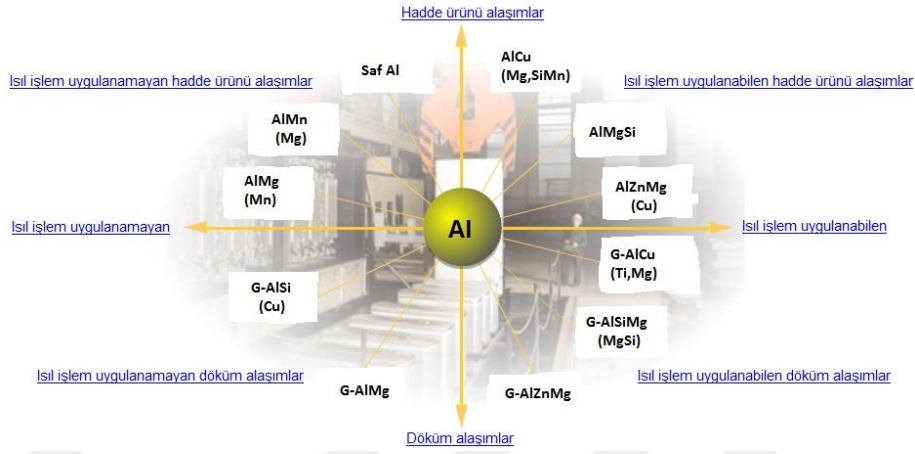 Hadde ürünü alaşımlar
Saf Al
AlCu
(Mg,SiMn)
Isıl işlem uygulanamayan hadde ürünü alaşımlar
Isıl işlem uygulanabilen hadde ürünü alaşımlar
AlMn
(Mg)
AlMgSi
AlMg
(Mn)
AlZnMg
(Cu)
Isıl işlem uygulanamayan
Al
Isıl işlem uygulanabilen
G-AlCu
(Ti,Mg)
G-AlSi
(Cu)
G-AlSiMg
(MgSi)
Isıl işlem uygulanamayan döküm alaşımlar
Isıl işlem uygulanabilen döküm alaşımlar
G-AlMg
G-AlZnMg
Döküm alaşımlar